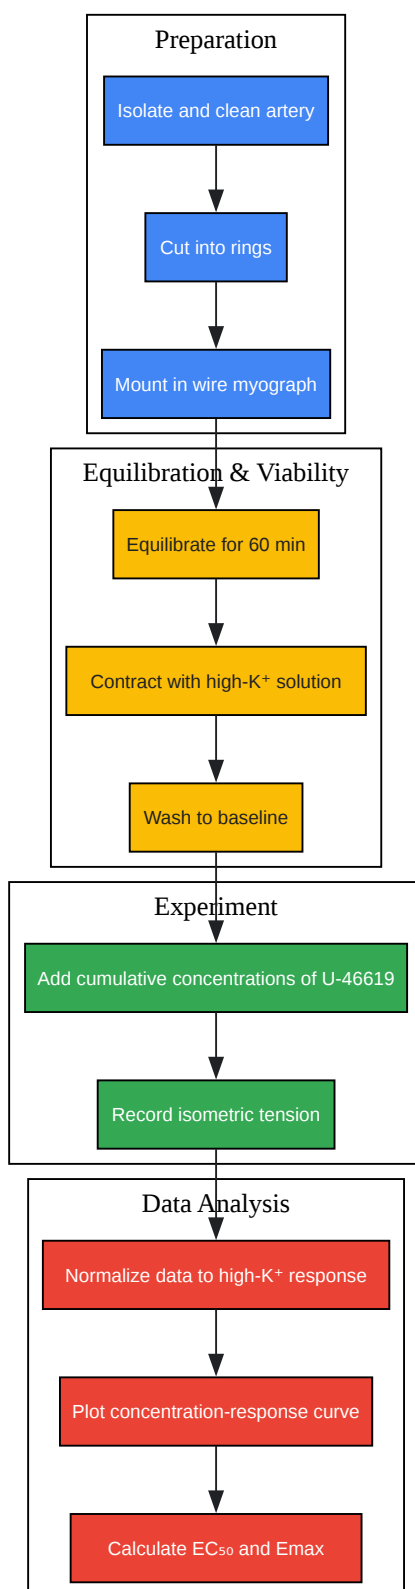 Preparation
Isolate and clean artery
Cut into rings
Mount in wire myograph
Equilibration & Viability
Equilibrate for 60 min
Contract with high-K⁺ solution
Wash to baseline
Experiment
Add cumulative concentrations of U-46619
Record isometric tension
Data Analysis
Normalize data to high-K⁺ response
Plot concentration-response curve
Calculate EC₅₀ and Emax